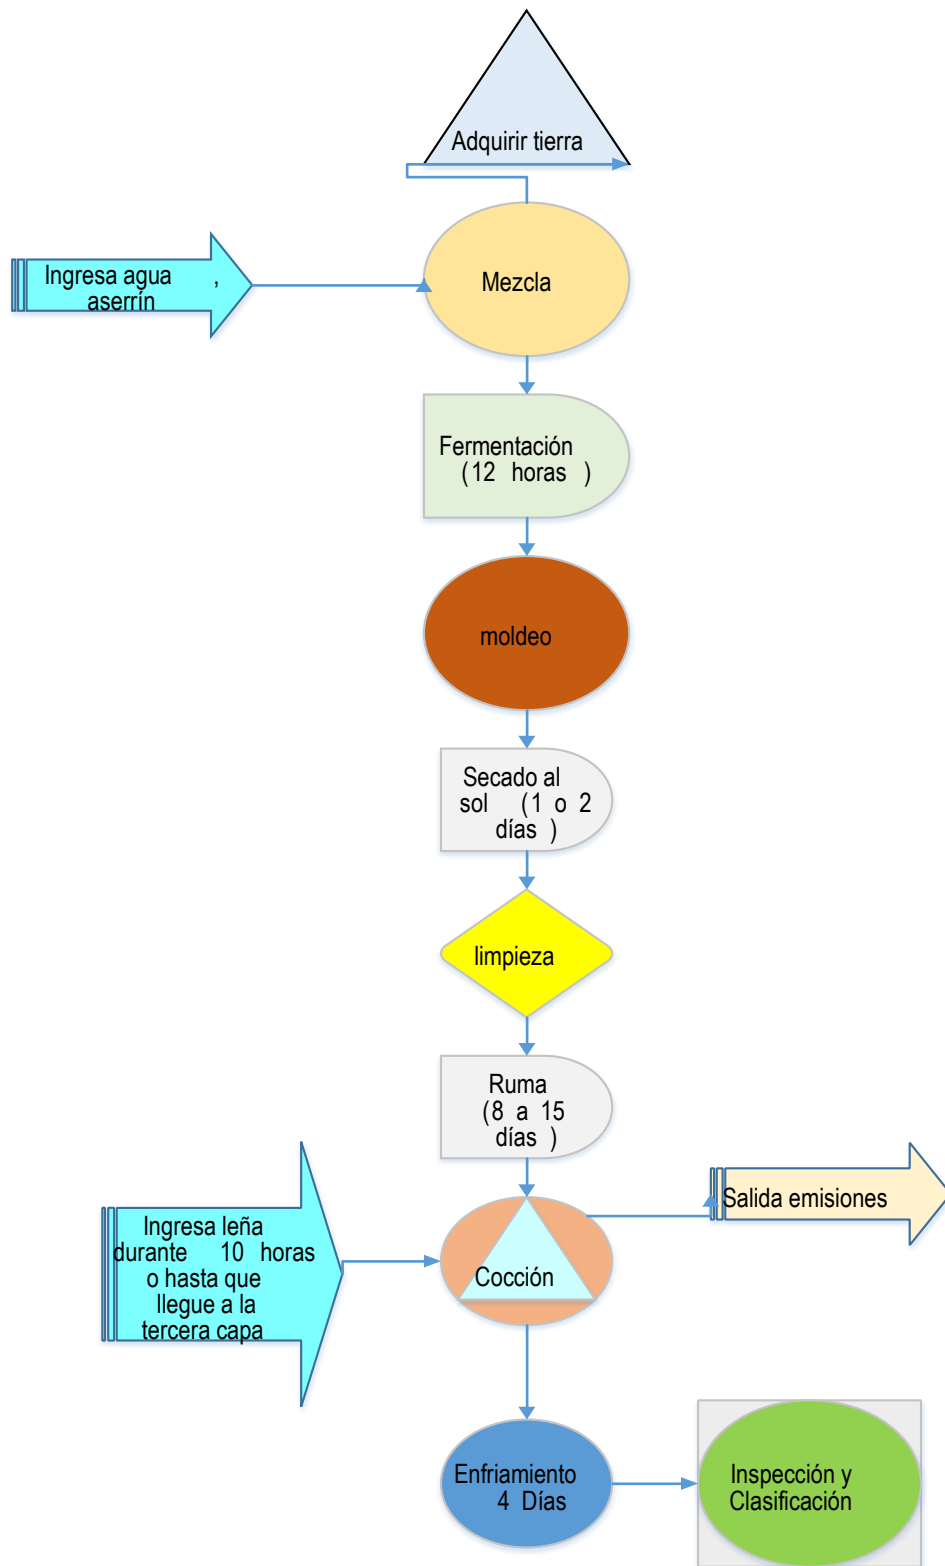 Adquirir tierra
Ingresa agua ,
aserrín
Mezcla
Fermentación
(12 horas )
moldeo
Secado al
sol (1 o 2
días )
limpieza
Ruma
(8 a 15
días )
Salida emisiones
Ingresa leña
durante 10 horas
o hasta que
llegue a la
tercera capa
Cocción
Enfriamiento
4 Días
Inspección y
Clasificación